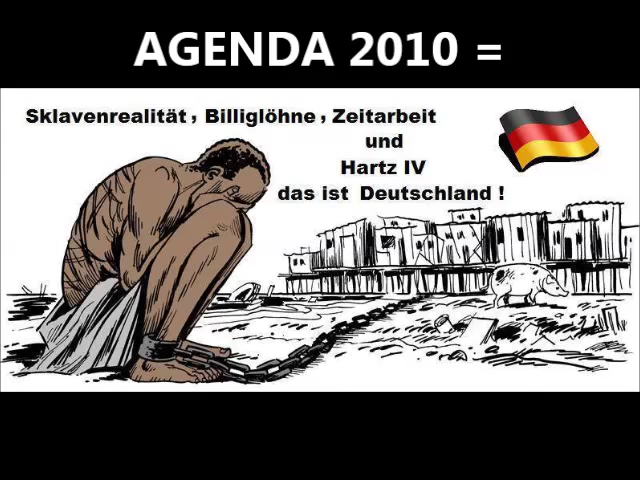 AGENDA 2010 =
Sklavenrealität , Billiglöhne , Zeitarbeit
und
Hartz IV
das ist Deutschland !